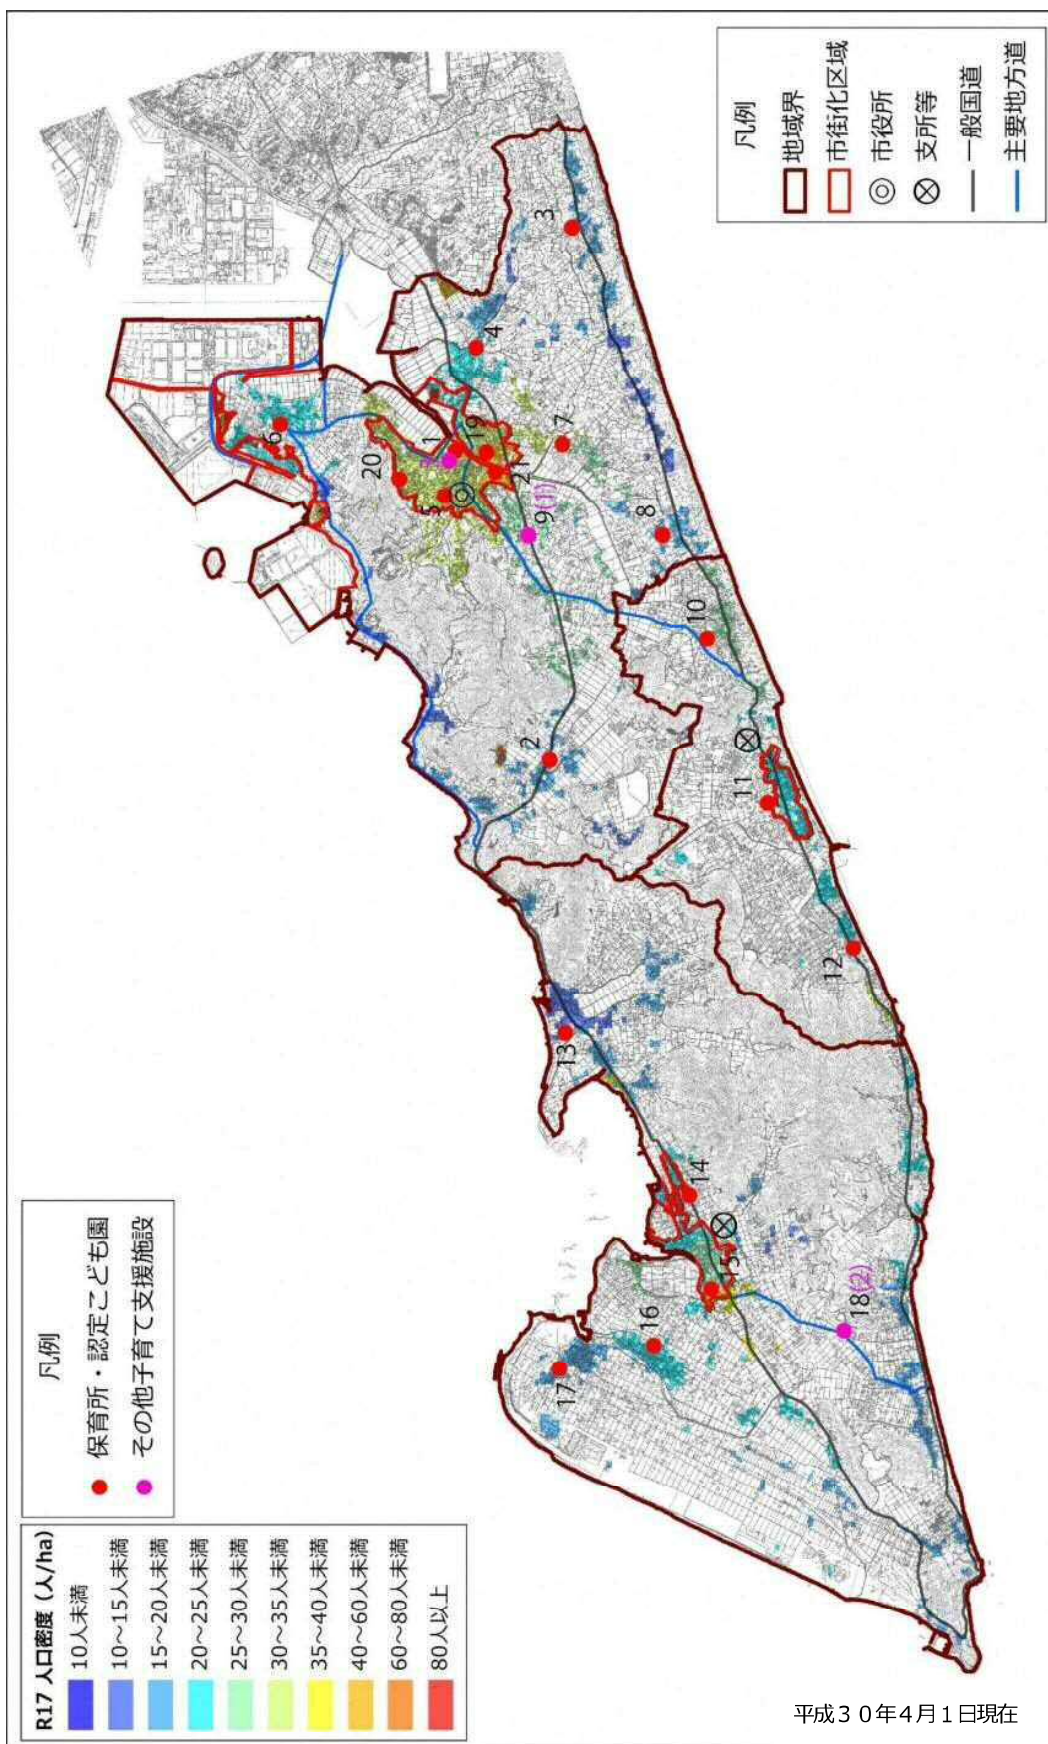 凡例
保育所・認定こども園
その他子育て支援施設
R17 人口密度（人/ha）
10人未満
10～15人未満
15～20人未満
20～25人未満
25～30人未満
30～35人未満
35～40人未満
40～60人未満
60～80人未満
80人以上
凡例
地域界
市街化区域
市役所
支所等
一般国道
主要地方道
1
2
3
4
5
6
7
8
9(1)
10
11
12
13
14
15
16
17
18(2)
19
20
21
平成３０年４月１日現在